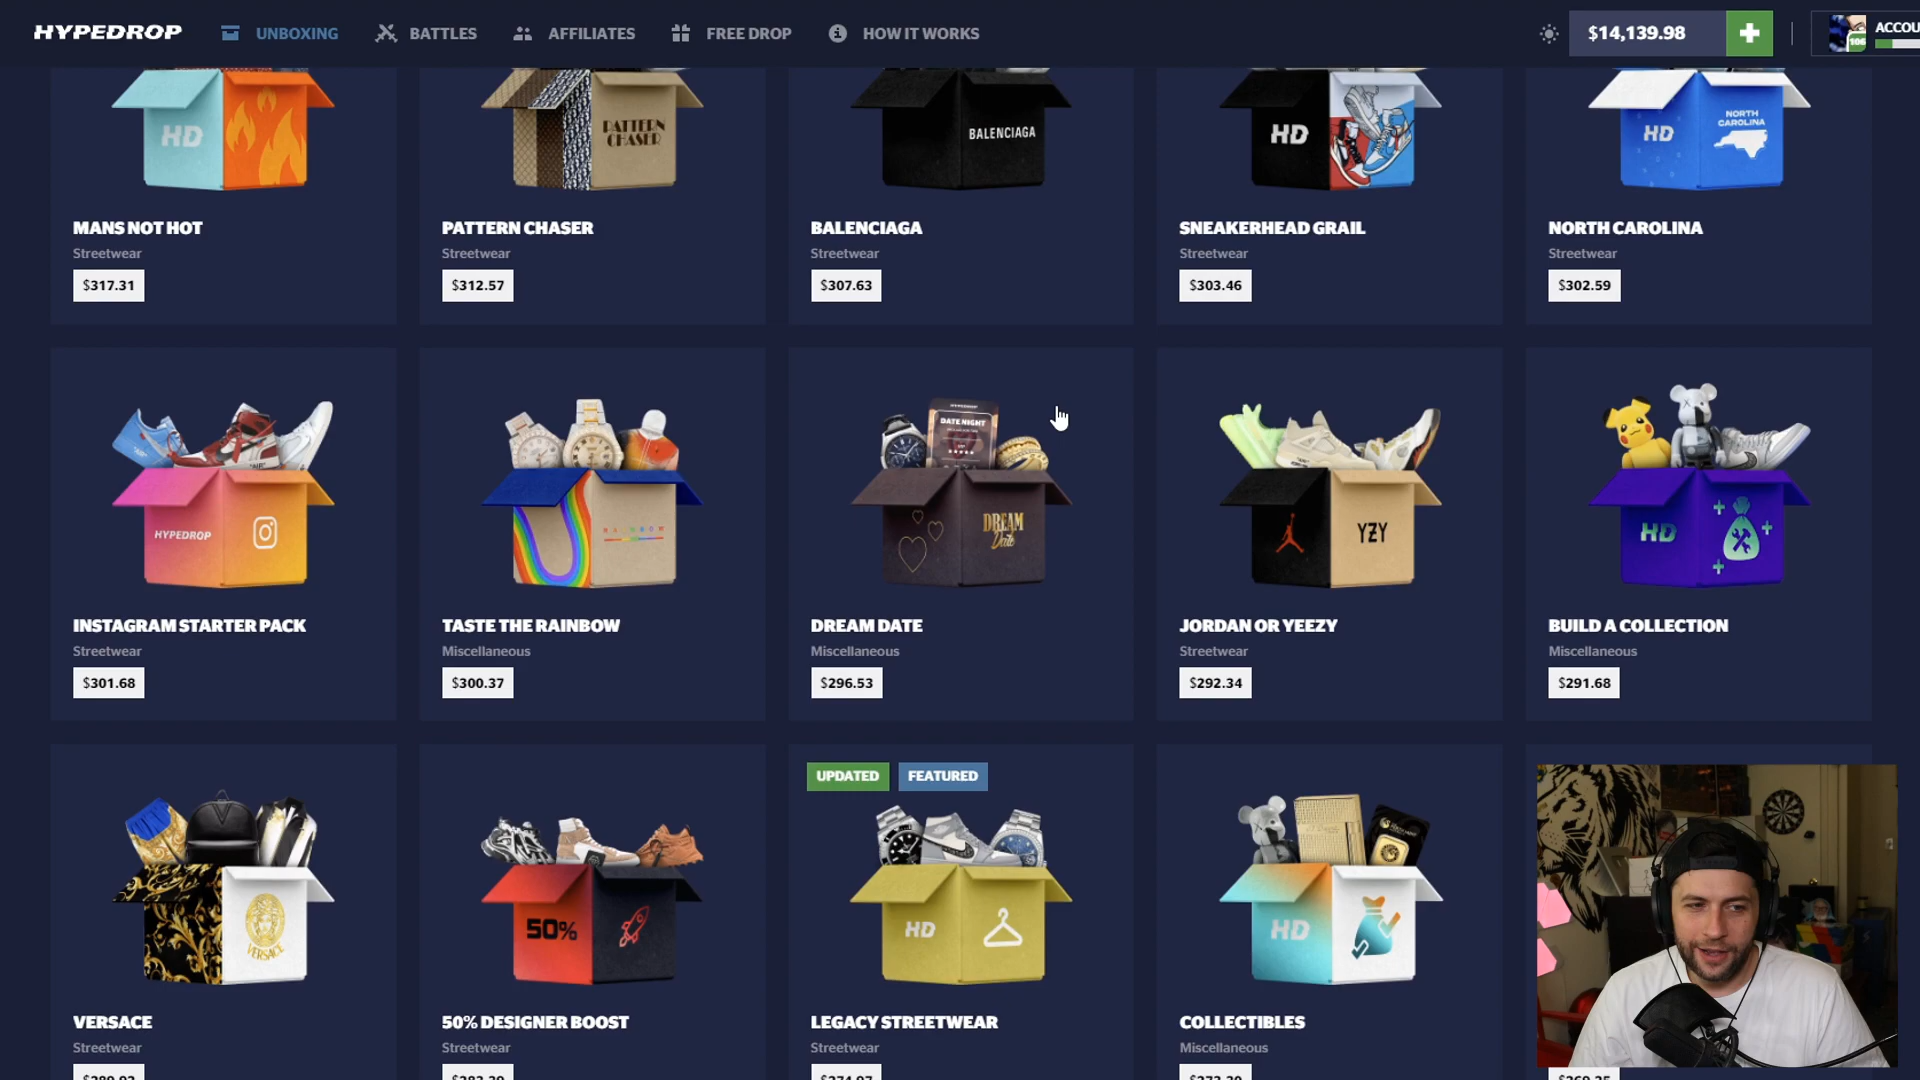 HYPEDROP
UNBOXING
BATTLES
AFFILIATES
FREE DROP
HOW IT WORKS
$14,139.98
106
ACCOU
HD
PATTERN
CHASER
BALENCIAGA
HD
HD
NORTH
CAROLINA
MANS NOT HOT
Streetwear
$317.31
PATTERN CHASER
Streetwear
$312.57
BALENCIAGA
Streetwear
$307.63
SNEAKERHEAD GRAIL
Streetwear
$303.46
NORTH CAROLINA
Streetwear
$302.59
HYPEDROP
RAINBOW
DATE NIGHT
DREAM
Date
YZY
HD
INSTAGRAM STARTER PACK
Streetwear
$301.68
TASTE THE RAINBOW
Miscellaneous
$300.37
DREAM DATE
Miscellaneous
$296.53
JORDAN OR YEEZY
Streetwear
$292.34
BUILD A COLLECTION
Miscellaneous
$291.68
UPDATED
FEATURED
VERSACE
50%
HD
HD
VERSACE
Streetwear
50% DESIGNER BOOST
Streetwear
LEGACY STREETWEAR
Streetwear
COLLECTIBLES
Miscellaneous